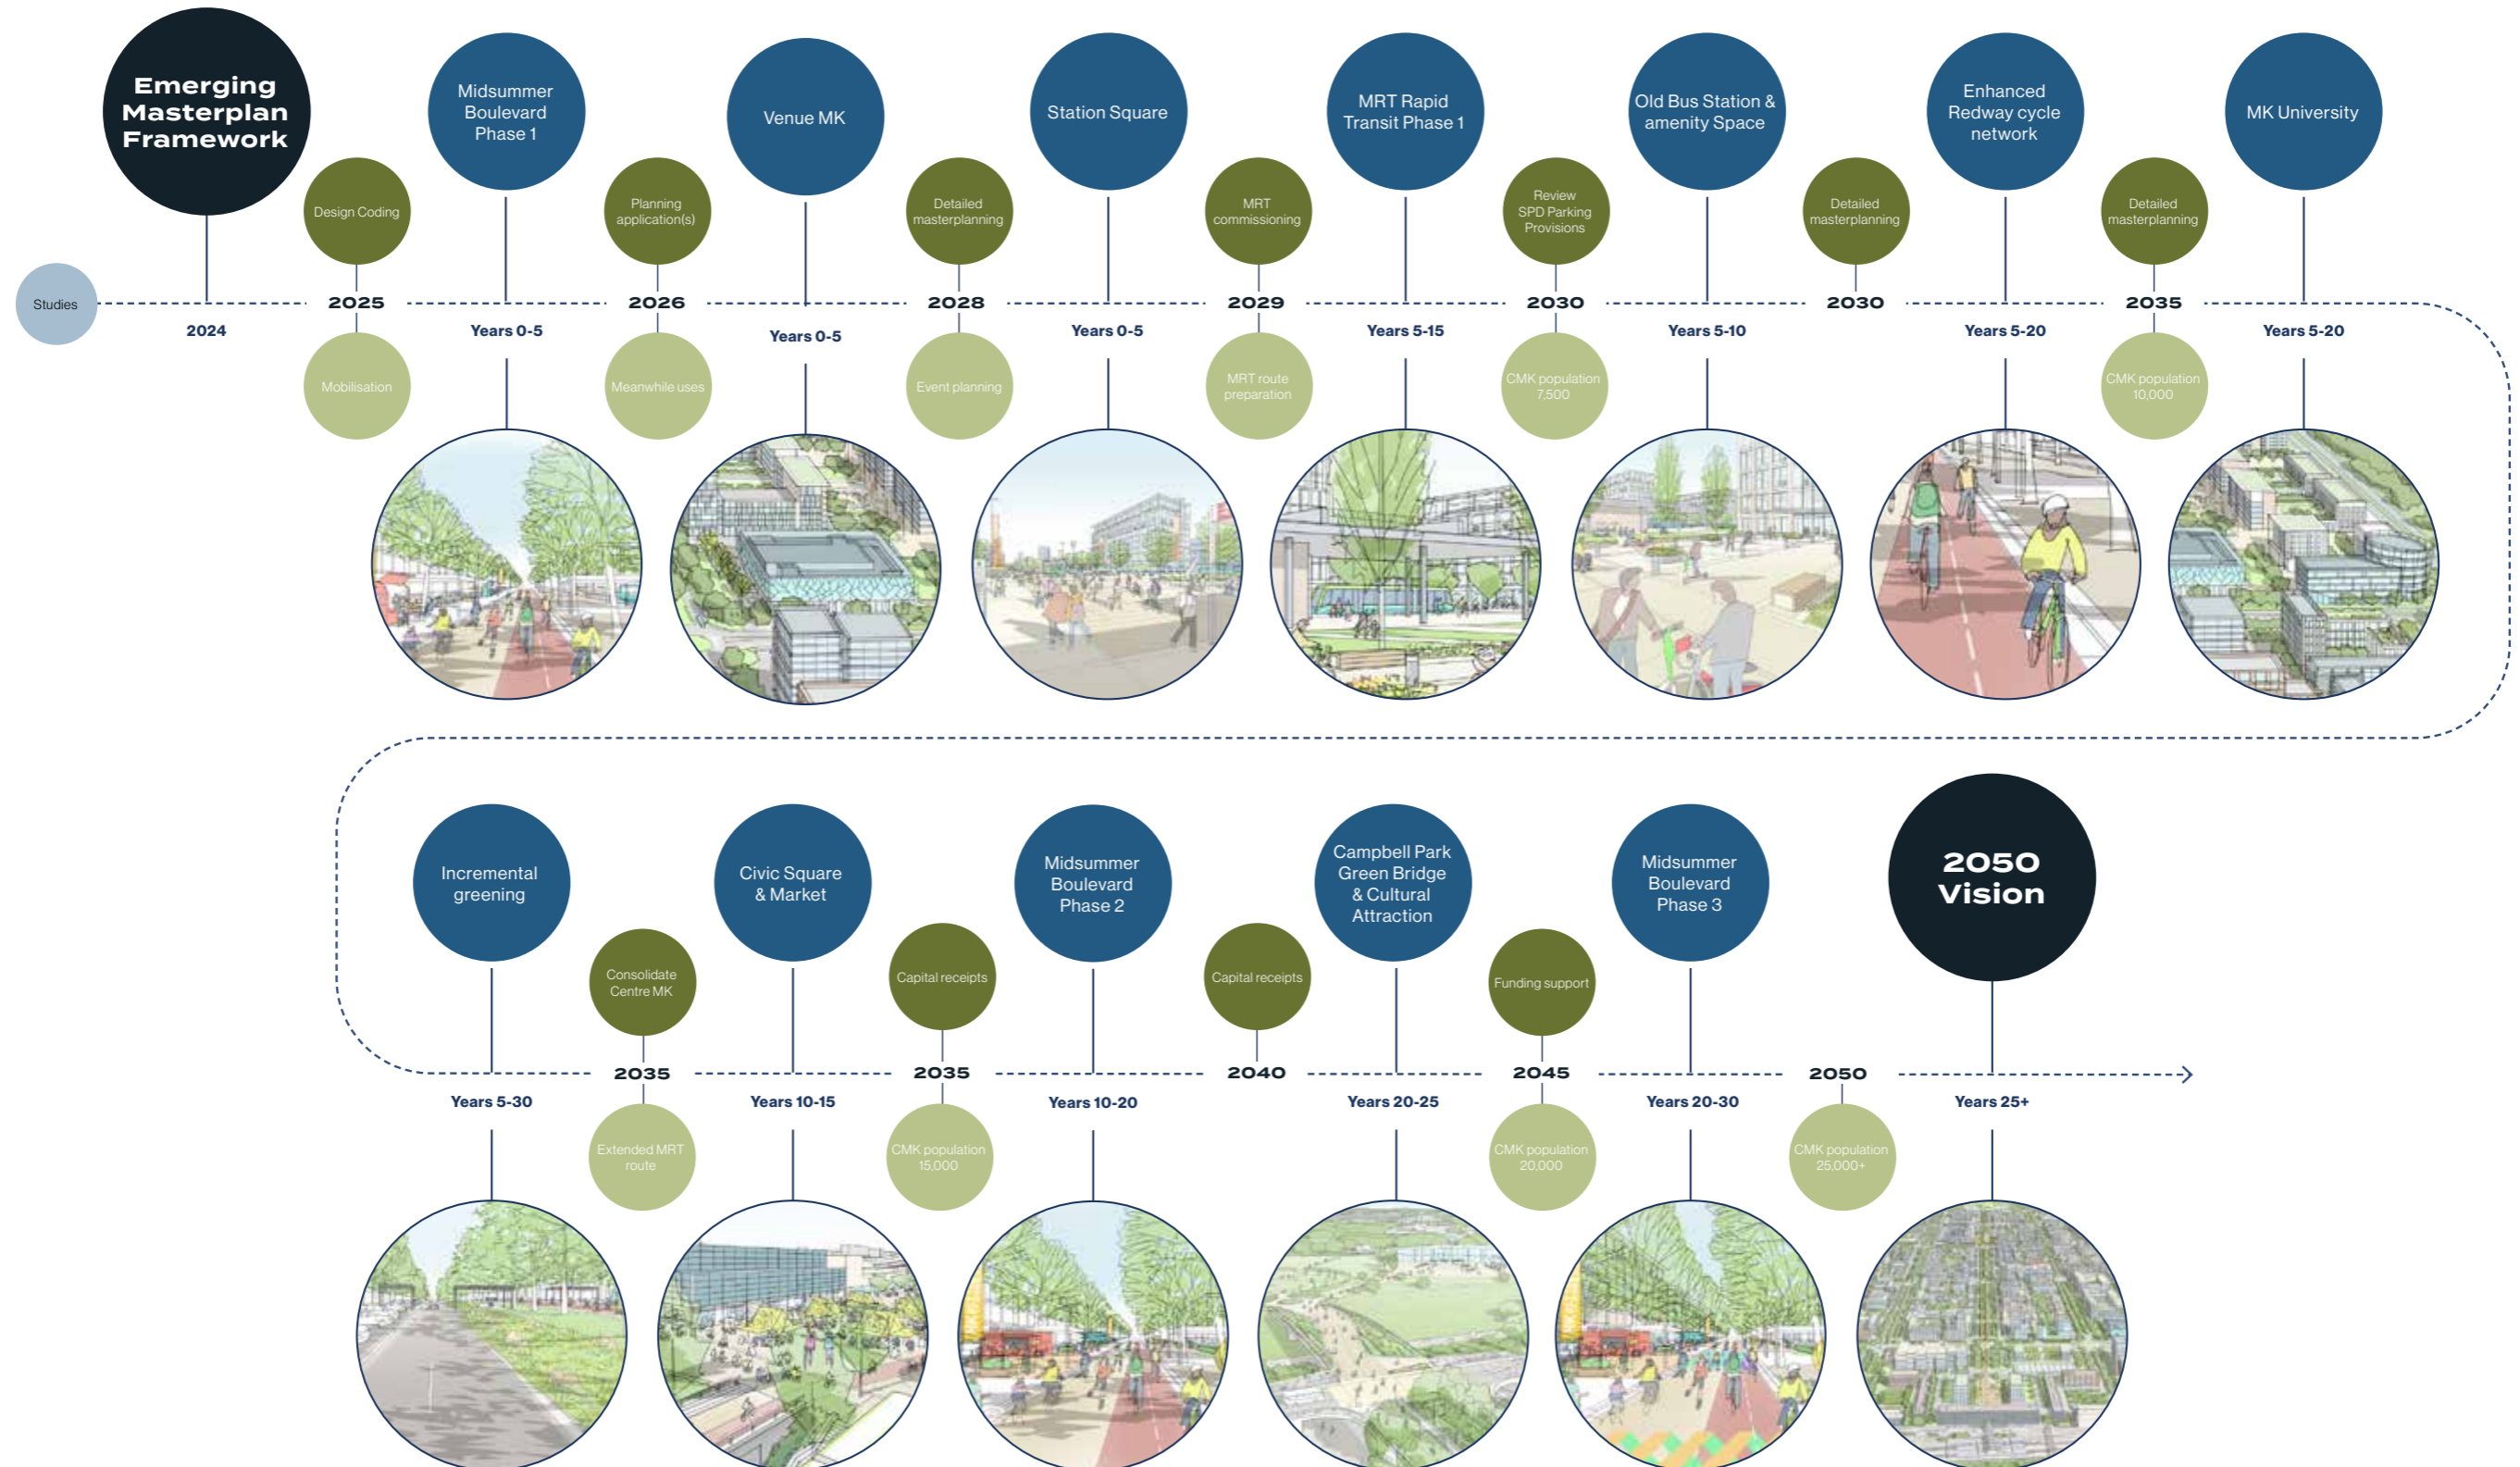 Emerging
Masterplan
Framework
Studies
2024
Design Coding
2025
Mobilisation
Midsummer
Boulevard
Phase 1
Years 0-5
Planning
application(s)
2026
Meanwhile uses
Venue MK
Years 0-5
Detailed
masterplanning
2028
Event planning
Station Square
Years 0-5
MRT
commissioning
2029
MRT route
preparation
MRT Rapid
Transit Phase 1
Years 5-15
Review
SPD Parking
Provisions
2030
CMK population
7,500
Old Bus Station &
amenity Space
Years 5-10
Detailed
masterplanning
2030
Enhanced
Redway cycle
network
Years 5-20
Detailed
masterplanning
2035
CMK population
10,000
MK University
Years 5-20
Incremental
greening
Years 5-30
Consolidate
Centre MK
2035
Extended MRT
route
Civic Square
& Market
Years 10-15
Capital receipts
2035
CMK population
15,000
Midsummer
Boulevard
Phase 2
Years 10-20
Capital receipts
2040
Campbell Park
Green Bridge
& Cultural
Attraction
Years 20-25
Funding support
2045
CMK population
20,000
Midsummer
Boulevard
Phase 3
Years 20-30
2050
CMK population
25,000+
2050
Vision
Years 25+